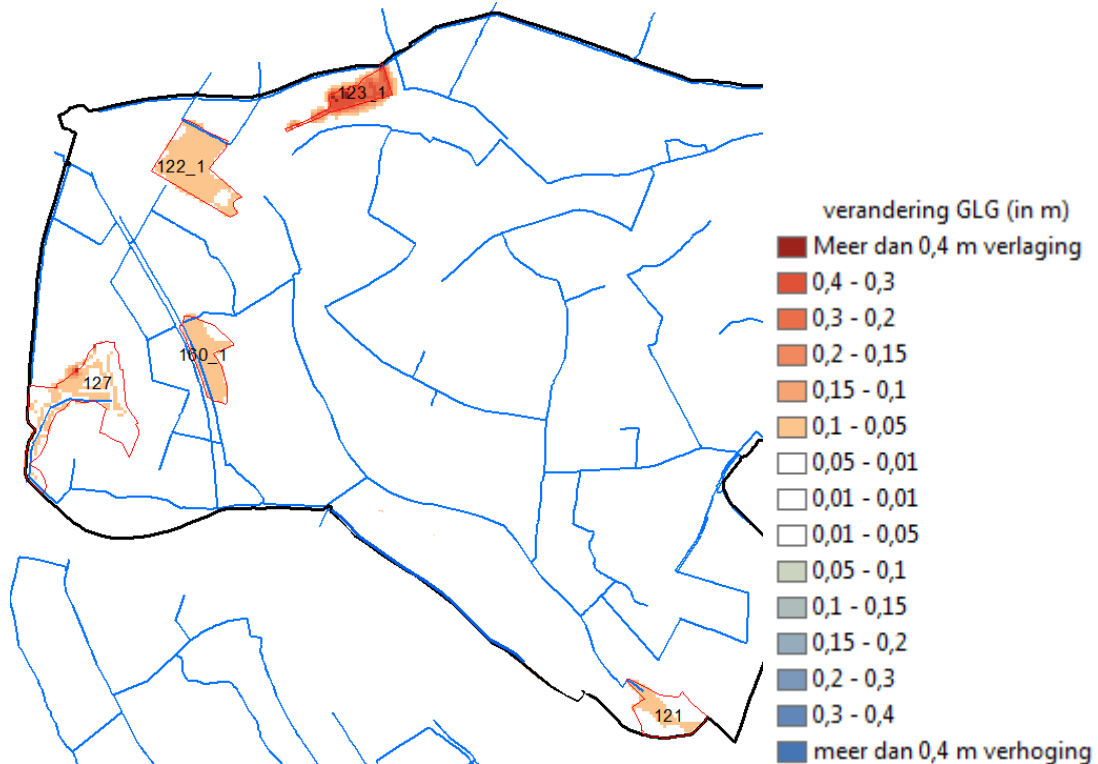 123_1
122_1
160_1
127
121
verandering GLG (in m)
Meer dan 0,4 m verlaging
0,4 - 0,3
0,3 - 0,2
0,2 - 0,15
0,15 - 0,1
0,1 - 0,05
0,05 - 0,01
0,01 - 0,01
0,01 - 0,05
0,05 - 0,1
0,1 - 0,15
0,15 - 0,2
0,2 - 0,3
0,3 - 0,4
meer dan 0,4 m verhoging